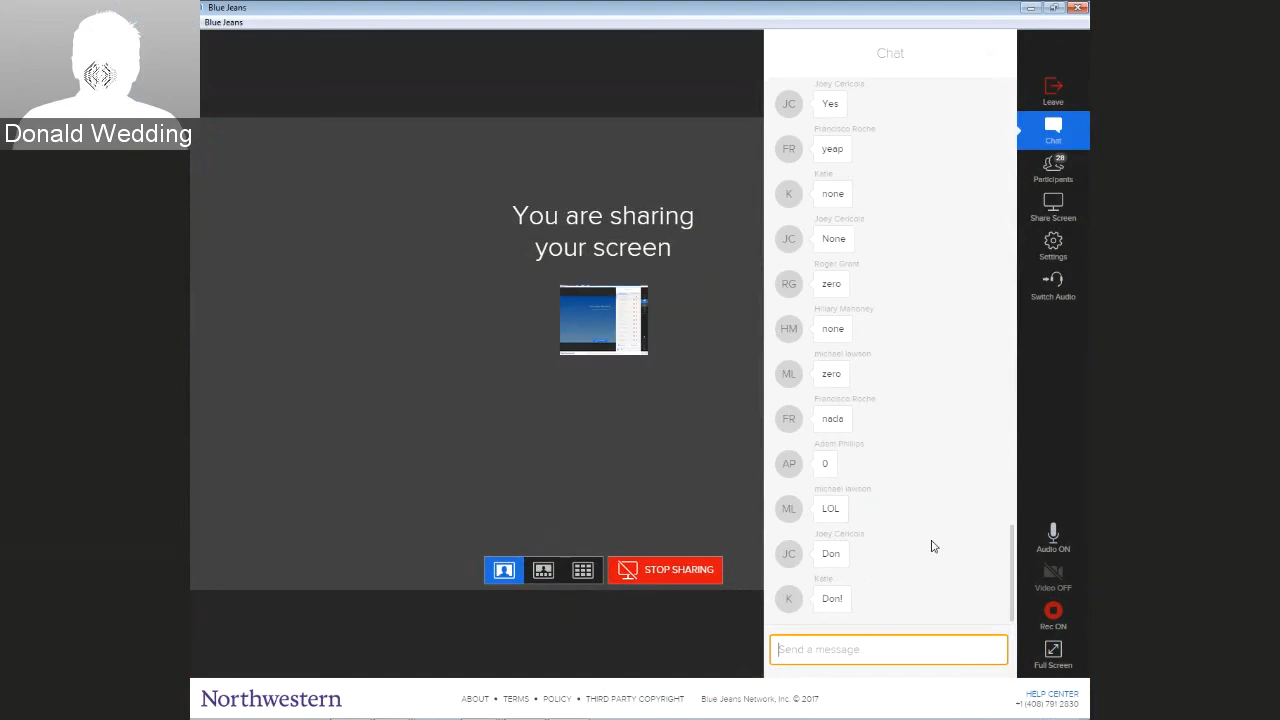 Blue Jeans
Blue Jeans
Donald Wedding
You are sharing
your screen
STOP SHARING
Chat
Joey Cericola
JC
Yes
Francisco Roche
FR
yeap
Katie
K
none
Joey Cericola
JC
None
Roger Grant
RG
zero
Hillary Mahoney
HM
none
michael lawson
ML
zero
Francisco Roche
FR
nada
Adam Phillips
AP
0
michael lawson
ML
LOL
Joey Cericola
JC
Don
Katie
K
Don!
Send a message
Leave
Chat
28
Participants
Share Screen
Settings
Switch Audio
Audio ON
Video OFF
Rec ON
Full Screen
Northwestern
ABOUT • TERMS • POLICY • THIRD PARTY COPYRIGHT Blue Jeans Network, Inc. © 2017
HELP CENTER
+1 (408) 791 2830